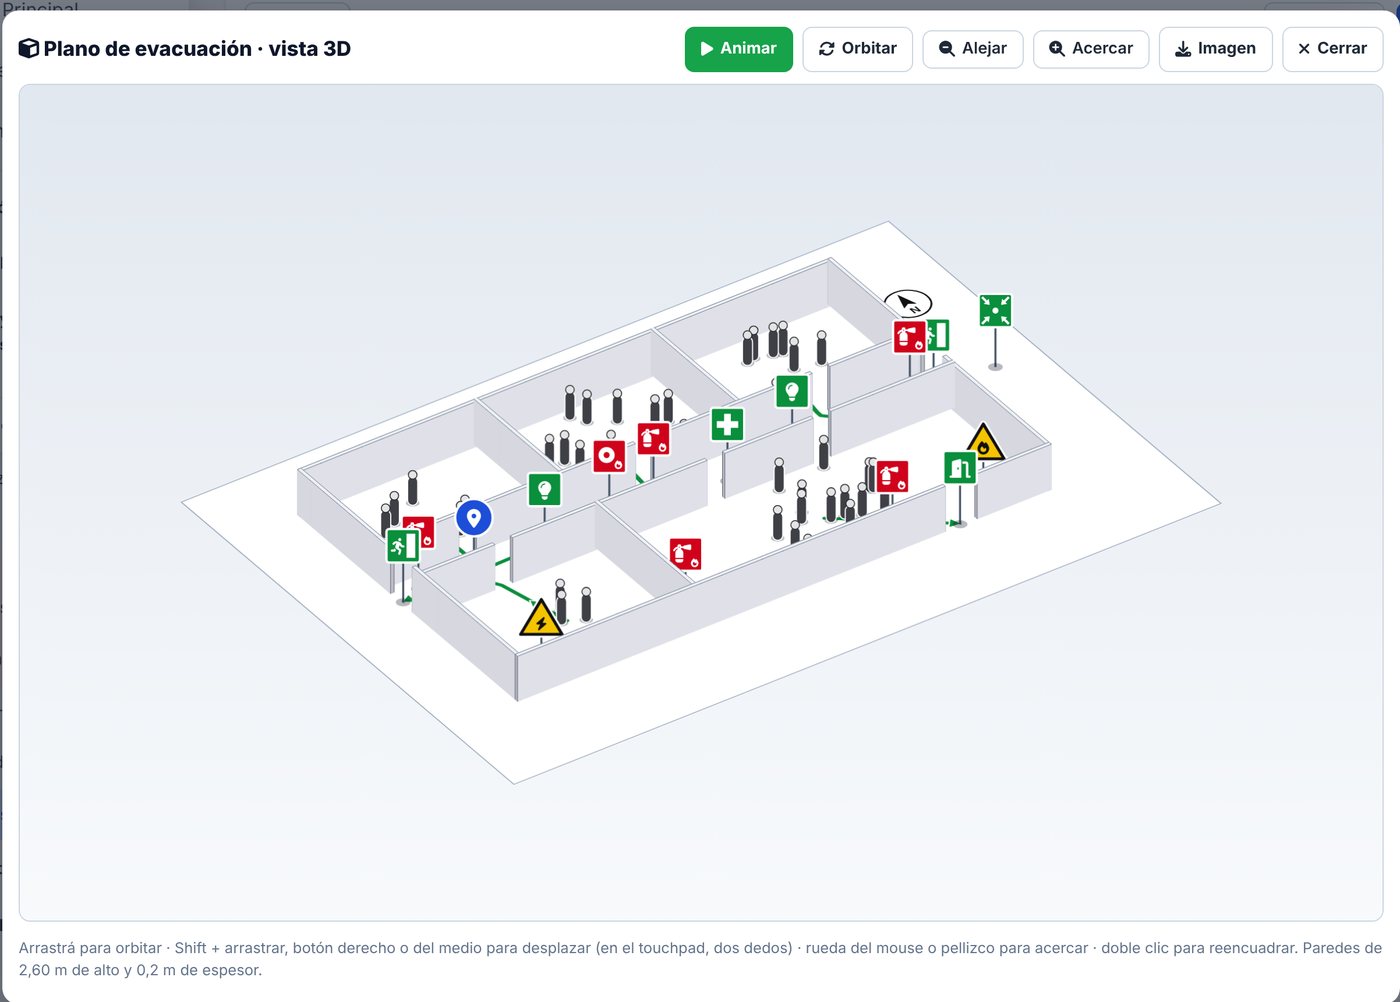 Principal
Plano de evacuación · vista 3D
Animar
Orbitar
Alejar
Acercar
Imagen
Cerrar
N
Arrastrá para orbitar · Shift + arrastrar, botón derecho o del medio para desplazar (en el touchpad, dos dedos) · rueda del mouse o pellizco para acercar · doble clic para reencuadrar. Paredes de
2,60 m de alto y 0,2 m de espesor.